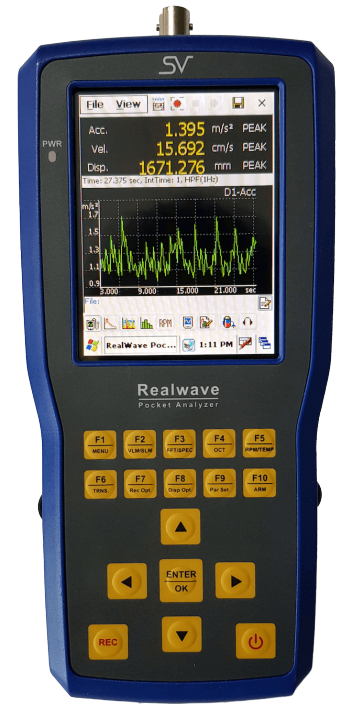 SV
PWR
File View
Acc. 1.395 m/s² PEAK
Vel. 15.692 cm/s PEAK
Disp. 1671.276 mm PEAK
Time: 27.375 sec, IntTime: 1, HPF(1Hz)
D1-Acc
m/s²
1.7
1.5
1.3
1.1
0.9
3.000 9.000 15.000 21.000 sec
File:
RPM
RealWave Poc... 1:11 PM
Realwave
Pocket Analyzer
F1 F2 F3 F4 F5
MENU VLM/SLM FFT/SPEC OCT RPM/TEMP
F6 F7 F8 F9 F10
TRNS. Rec Opt. Disp Opt. Par Set. ARM
ENTER
OK
REC